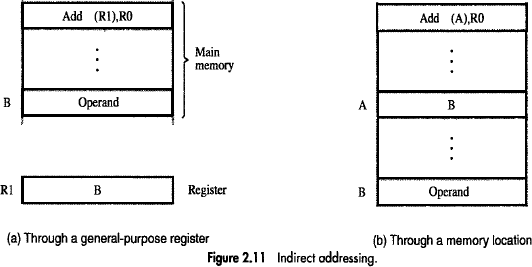 Add (R1),R0
Main
memory
B Operand
R1 B Register
(a) Through a general-purpose register
Add (A),R0
A B
B Operand
(b) Through a memory location
Figure 2.11 Indirect addressing.